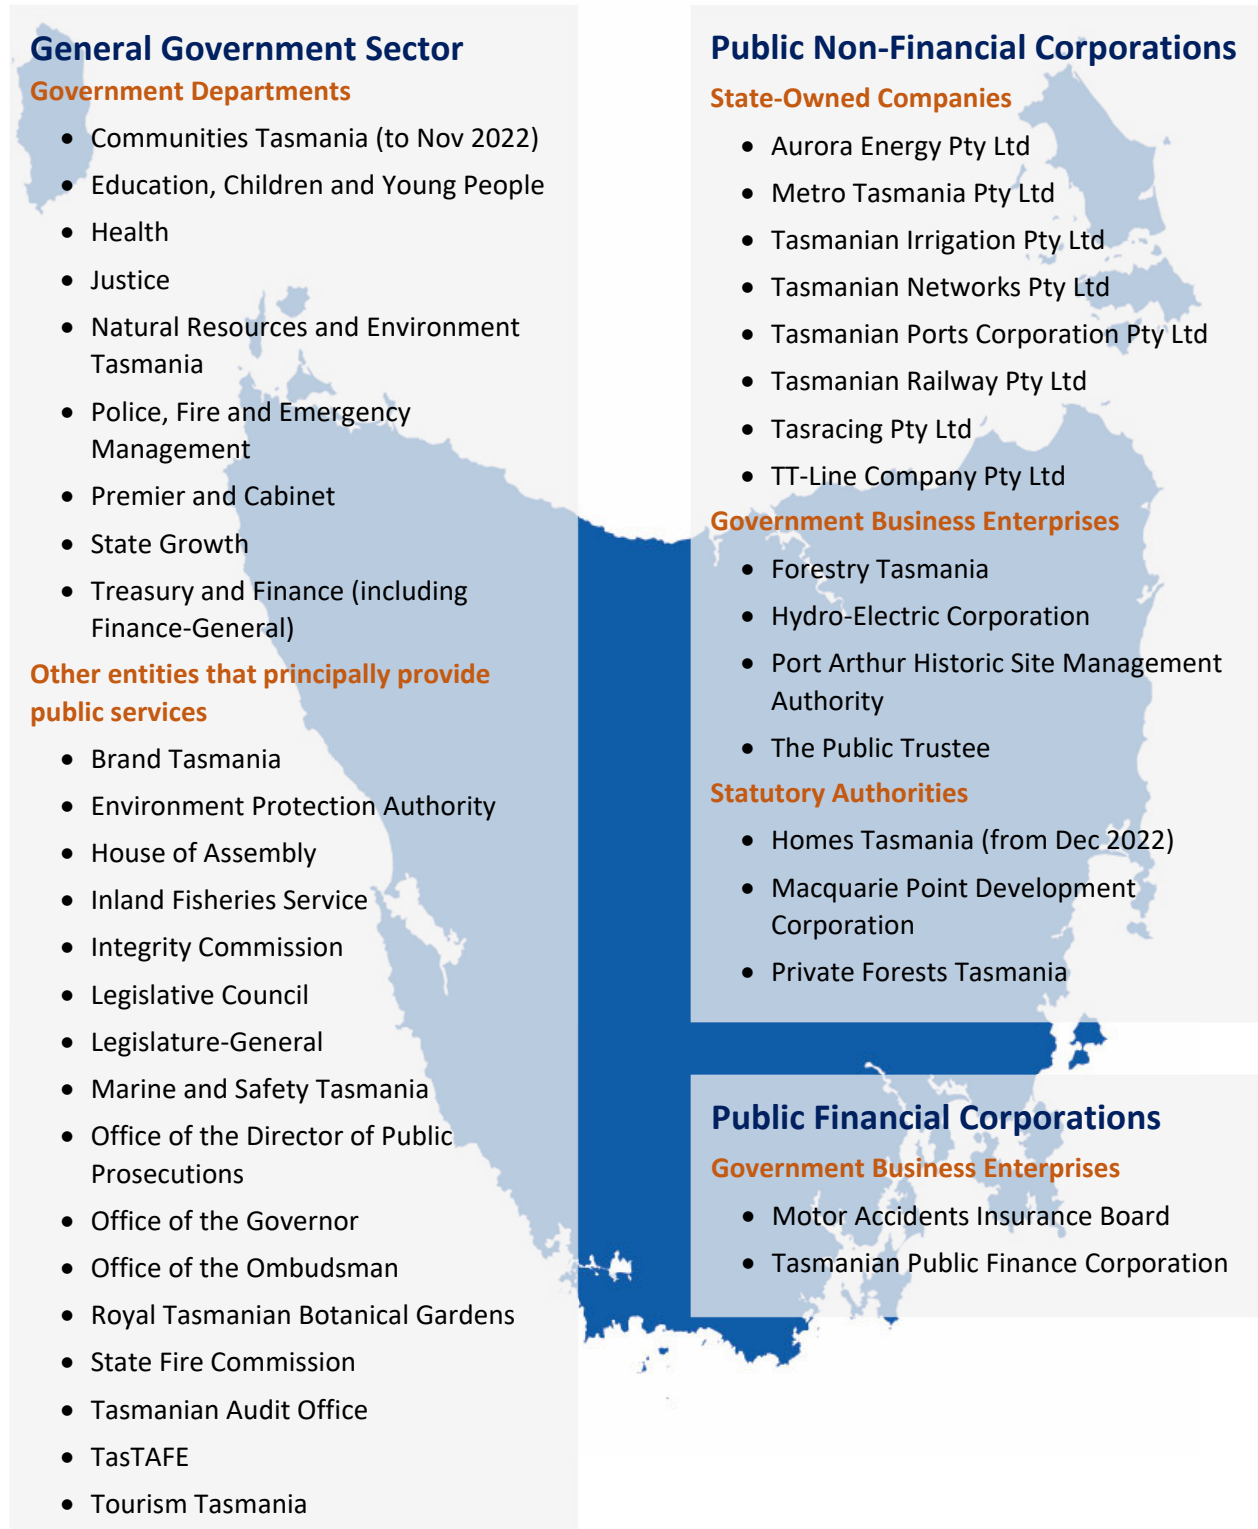 General Government Sector
Government Departments
• Communities Tasmania (to Nov 2022)
• Education, Children and Young People
• Health
• Justice
• Natural Resources and Environment
Tasmania
• Police, Fire and Emergency
Management
• Premier and Cabinet
• State Growth
• Treasury and Finance (including
Finance-General)
Other entities that principally provide
public services
• Brand Tasmania
• Environment Protection Authority
• House of Assembly
• Inland Fisheries Service
• Integrity Commission
• Legislative Council
• Legislature-General
• Marine and Safety Tasmania
• Office of the Director of Public
Prosecutions
• Office of the Governor
• Office of the Ombudsman
• Royal Tasmanian Botanical Gardens
• State Fire Commission
• Tasmanian Audit Office
• TasTAFE
• Tourism Tasmania
Public Non-Financial Corporations
State-Owned Companies
• Aurora Energy Pty Ltd
• Metro Tasmania Pty Ltd
• Tasmanian Irrigation Pty Ltd
• Tasmanian Networks Pty Ltd
• Tasmanian Ports Corporation Pty Ltd
• Tasmanian Railway Pty Ltd
• Tasracing Pty Ltd
• TT-Line Company Pty Ltd
Government Business Enterprises
• Forestry Tasmania
• Hydro-Electric Corporation
• Port Arthur Historic Site Management
Authority
• The Public Trustee
Statutory Authorities
• Homes Tasmania (from Dec 2022)
• Macquarie Point Development
Corporation
• Private Forests Tasmania
Public Financial Corporations
Government Business Enterprises
• Motor Accidents Insurance Board
• Tasmanian Public Finance Corporation